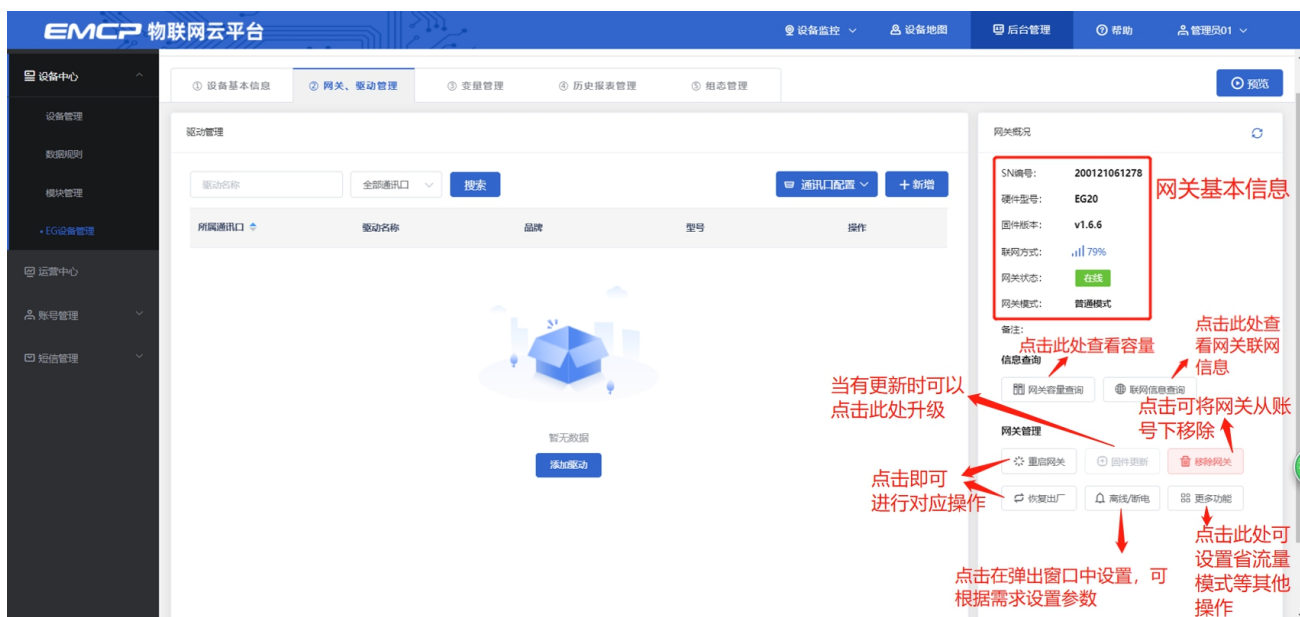 EMCP 物联网云平台
设备监控
设备地图
后台管理
帮助
管理员01
设备中心
设备管理
数据规则
模块管理
• EG设备管理
运营中心
账号管理
短信管理
① 设备基本信息
② 网关、驱动管理
③ 变量管理
④ 历史报表管理
⑤ 组态管理
预览
驱动管理
驱动名称
全部通讯口
搜索
通讯口配置
+ 新增
所属通讯口
驱动名称
品牌
型号
操作
暂无数据
添加驱动
网关概况
SN编号: 200121061278
硬件型号: EG20
固件版本: v1.6.6
联网方式: 79%
网关状态: 在线
网关模式: 普通模式
网关基本信息
备注:
点击此处查看容量
点击此处查
看网关联网
信息
信息查询
网关容量查询
联网信息查询
当有更新时可以
点击此处升级
点击可将网关从账
号下移除
网关管理
重启网关
固件更新
移除网关
点击即可
进行对应操作
恢复出厂
离线/断电
更多功能
点击在弹出窗口中设置，可
根据需求设置参数
点击此处可
设置省流量
模式等其他
操作